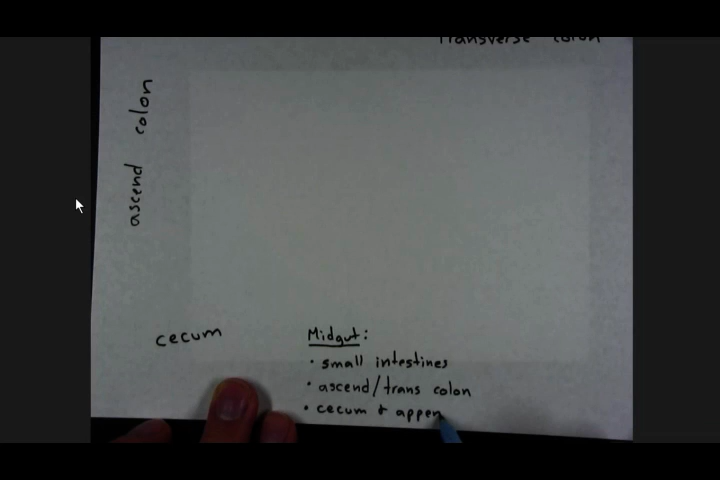 Transverse colon
ascend colon
cecum
Midgut:
• small intestines
• ascend/trans colon
• cecum + appen